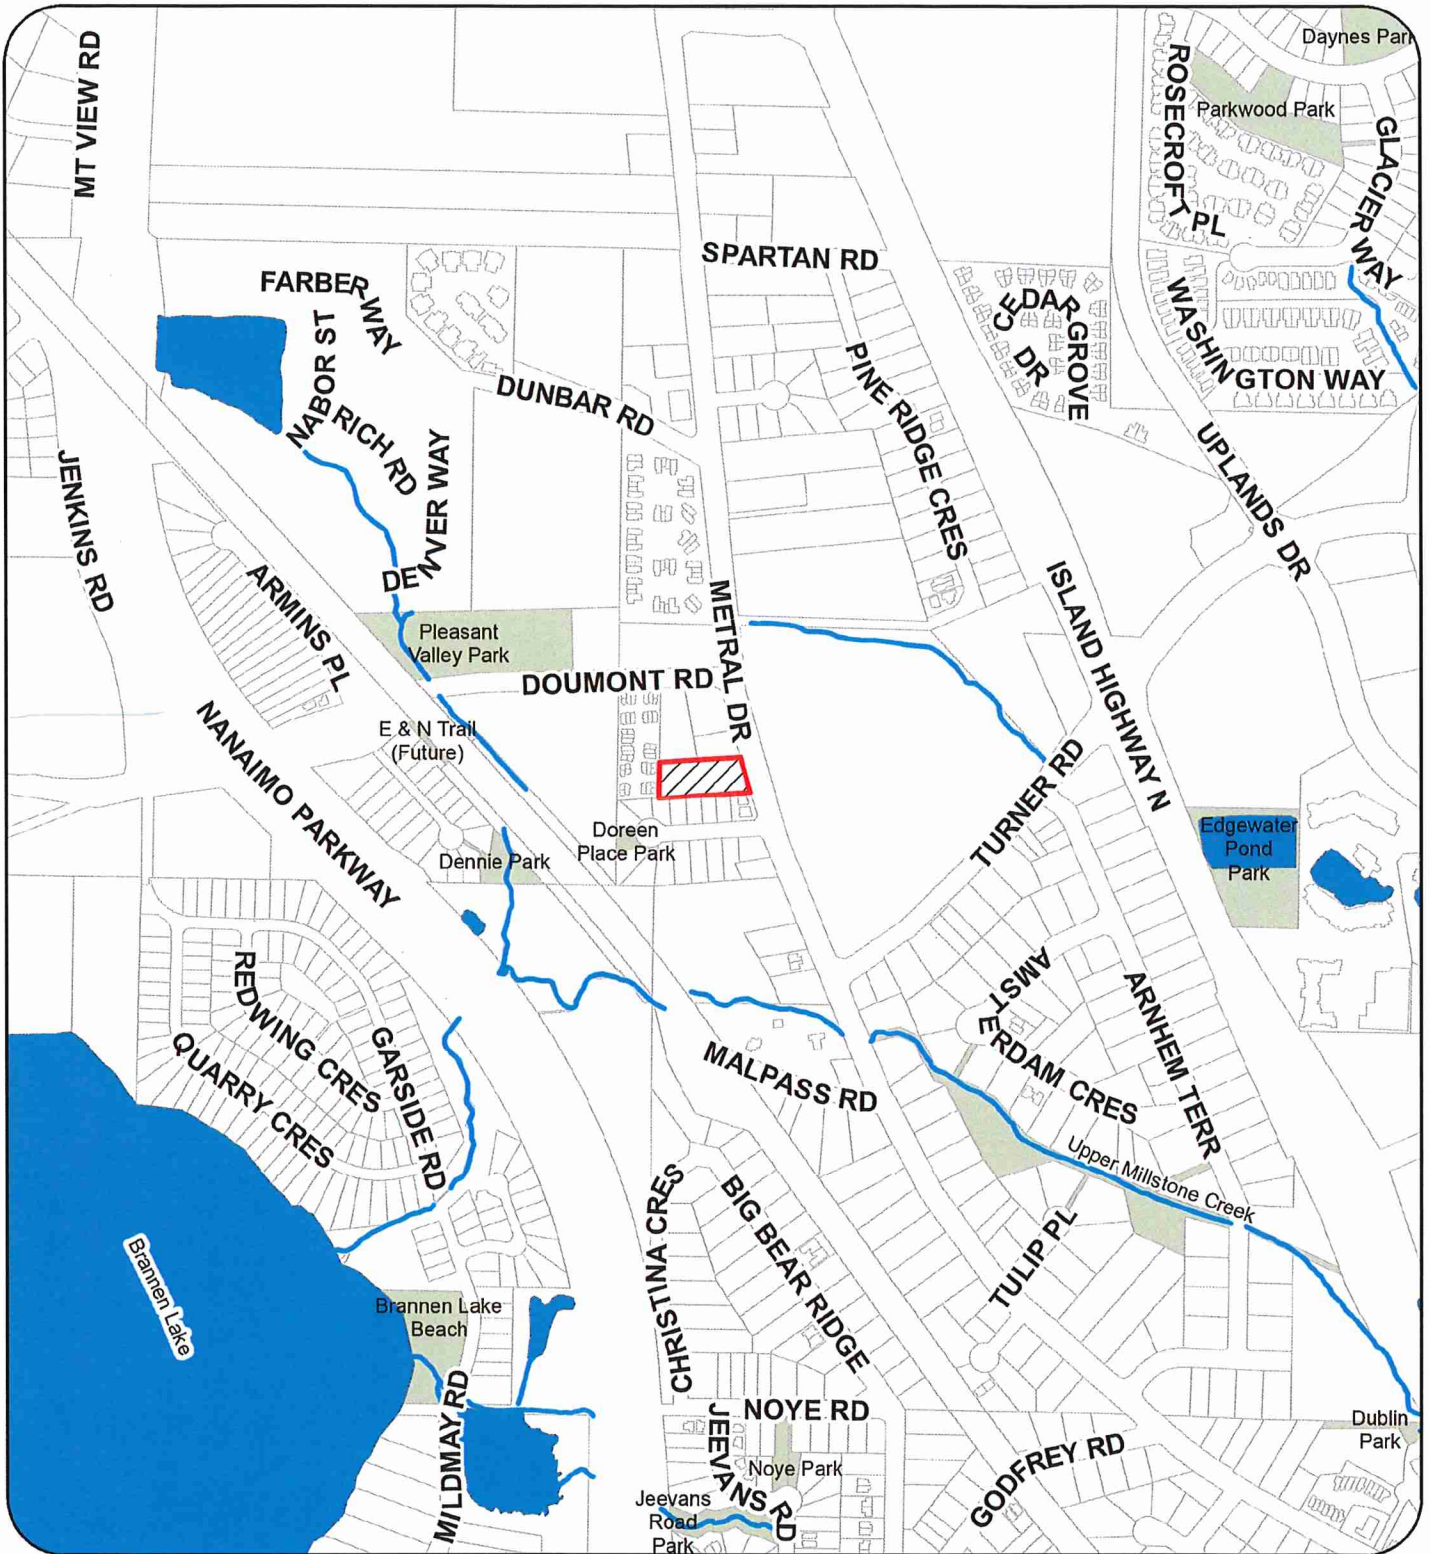 MT VIEW RD
Daynes Park
ROSECROFT PL
Parkwood Park
GLACIER WAY
SPARTAN RD
FARBER WAY
NABOR ST
CEDAR GROVE DR
WASHINGTON WAY
RICH RD
DUNBAR RD
PINE RIDGE CRES
UPLANDS DR
JENKINS RD
DENVER WAY
ARMINS PL
METRAL DR
ISLAND HIGHWAY N
Pleasant
Valley Park
DOUMONT RD
NANAIMO PARKWAY
E & N Trail
(Future)
TURNER RD
Doreen
Place Park
Dennie Park
Edgewater
Pond
Park
REDWING CRES
QUARRY CRES
GARSIDE RD
AMSTERDAM CRES
ARNHEM TERR
MALPASS RD
Upper Millstone Creek
CHRISTINA CRES
BIG BEAR RIDGE
TULIP PL
Brannen Lake
Brannen Lake
Beach
MILDMAY RD
NOYE RD
JEEVANS RD
Noye Park
GODFREY RD
Dublin
Park
Jeevans
Road
Park